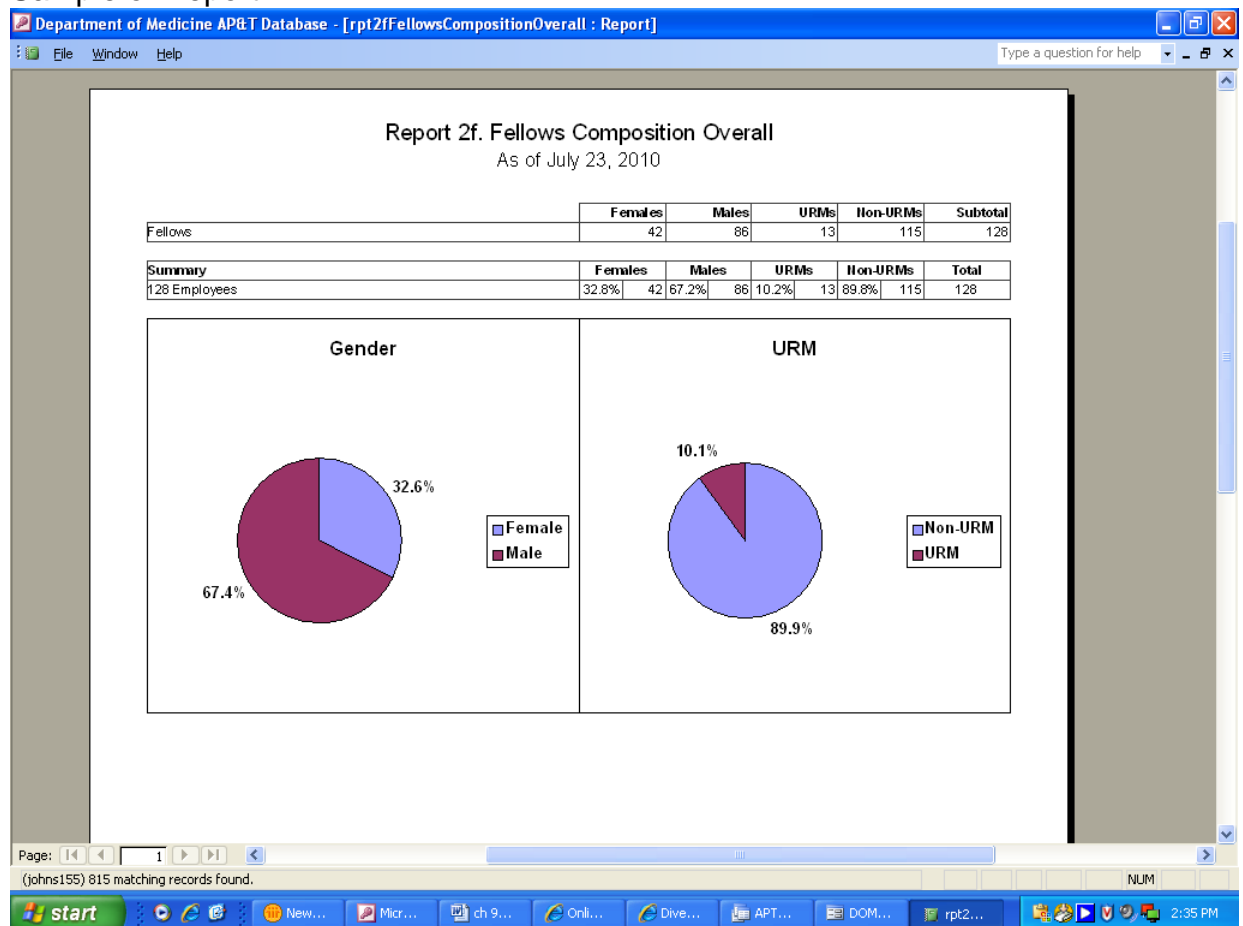 Department of Medicine AP&T Database - [rpt2fFellowsCompositionOverall : Report]
File Window Help Type a question for help
Report 2f. Fellows Composition Overall
As of July 23, 2010
Females Males URMs Non-URMs Subtotal
Fellows 42 86 13 115 128
Summary Females Males URMs Non-URMs Total
128 Employees 32.8% 42 67.2% 86 10.2% 13 89.8% 115 128
Gender
32.6%
67.4%
Female
Male
URM
10.1%
89.9%
Non-URM
URM
Page: 1
(johns155) 815 matching records found. NUM
start New... Micr... ch 9... Onli... Dive... APT... DOM... rpt2... 2:35 PM